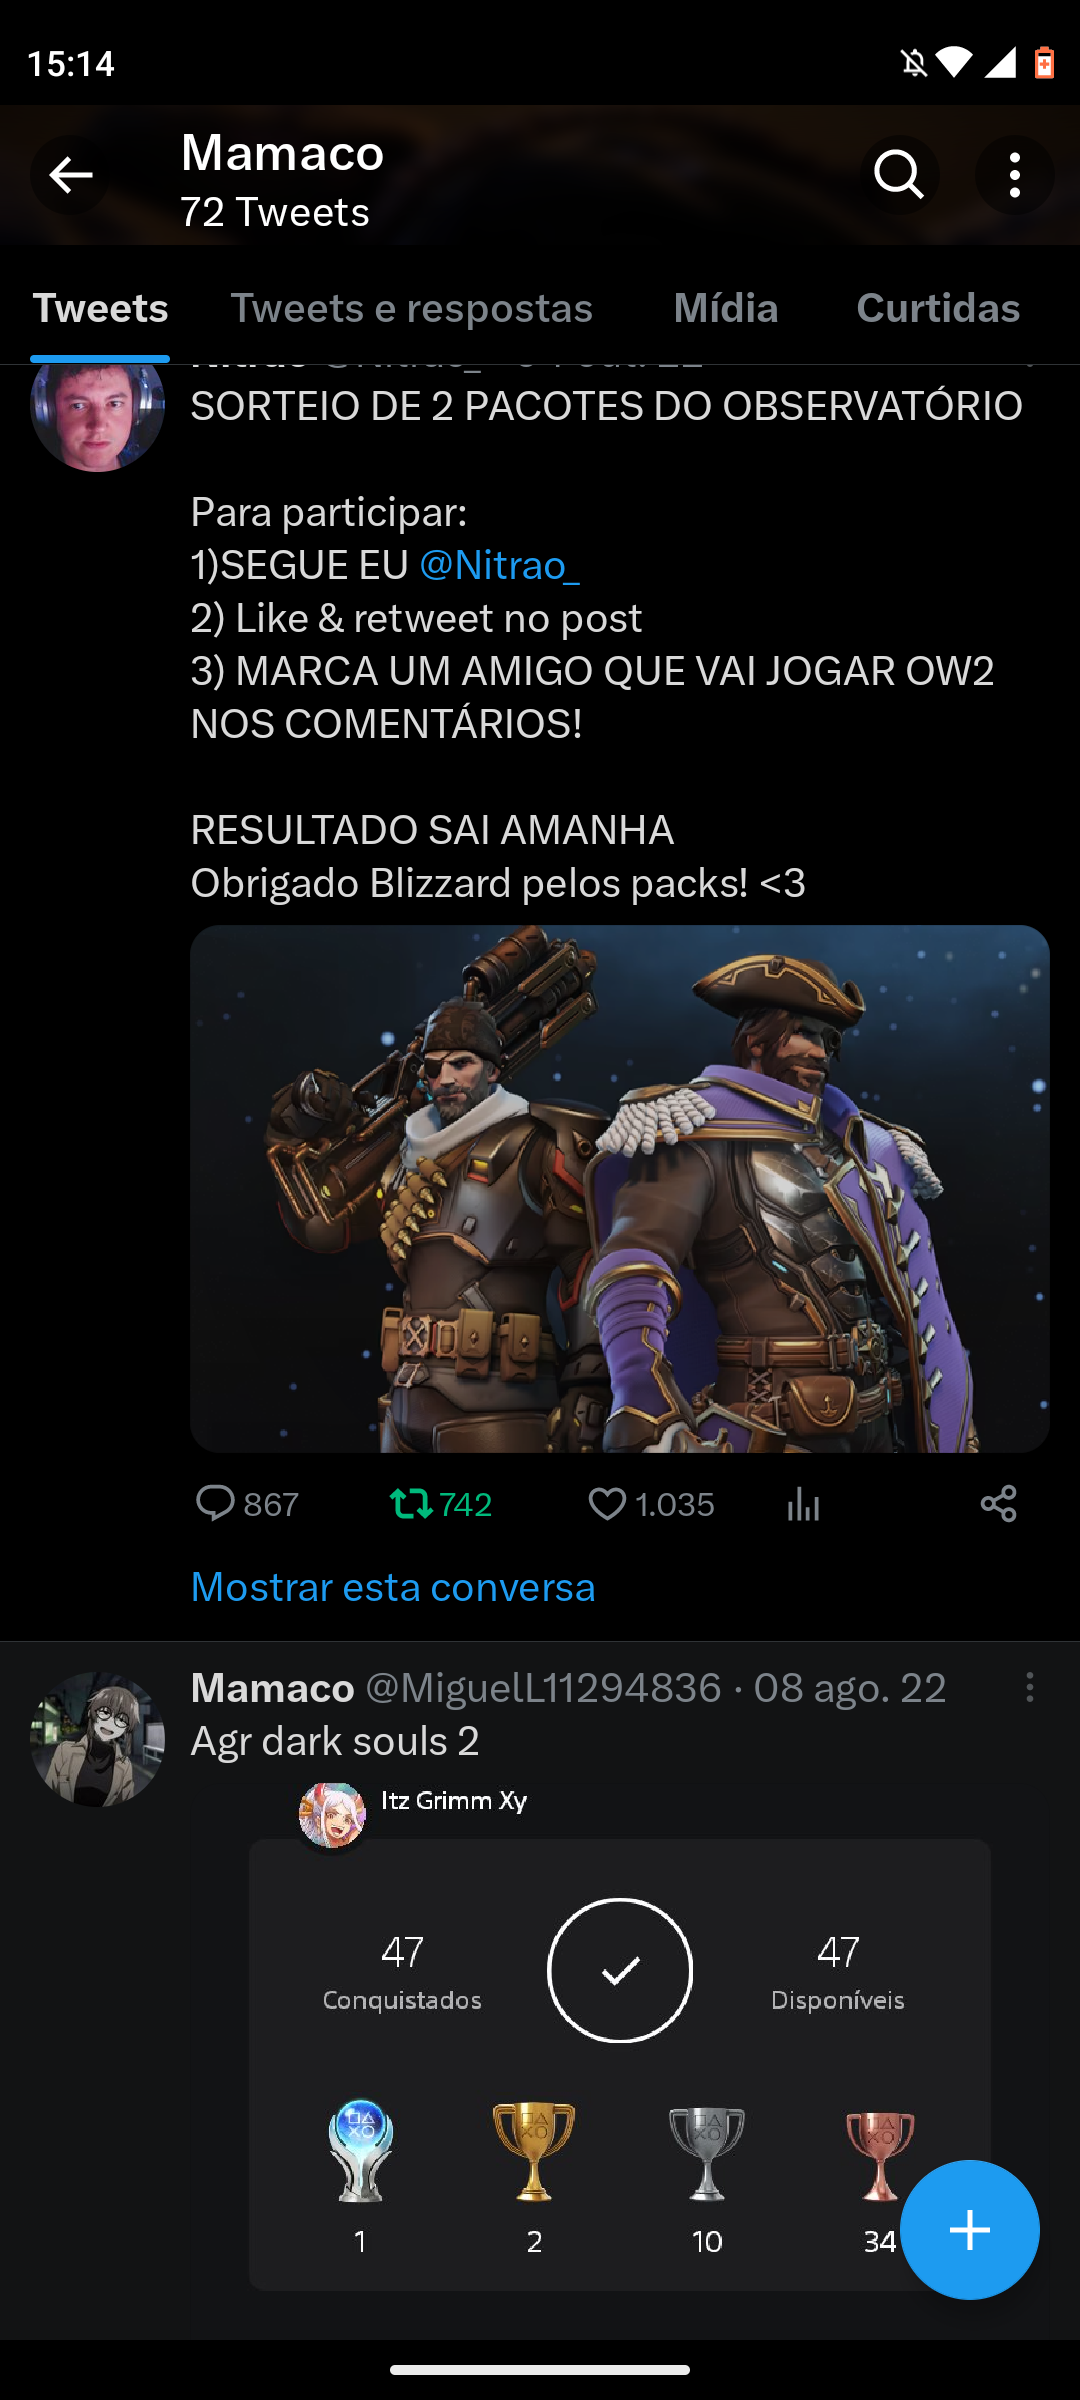 15:14
Mamaco
72 Tweets
Tweets
Tweets e respostas
Mídia
Curtidas
SORTEIO DE 2 PACOTES DO OBSERVATÓRIO
Para participar:
1)SEGUE EU @Nitrao_
2) Like & retweet no post
3) MARCA UM AMIGO QUE VAI JOGAR OW2
NOS COMENTÁRIOS!
RESULTADO SAI AMANHA
Obrigado Blizzard pelos packs! <3
867
742
1.035
Mostrar esta conversa
Mamaco @MiguelL11294836 · 08 ago. 22
Agr dark souls 2
Itz Grimm Xy
47
Conquistados
47
Disponíveis
1
2
10
34